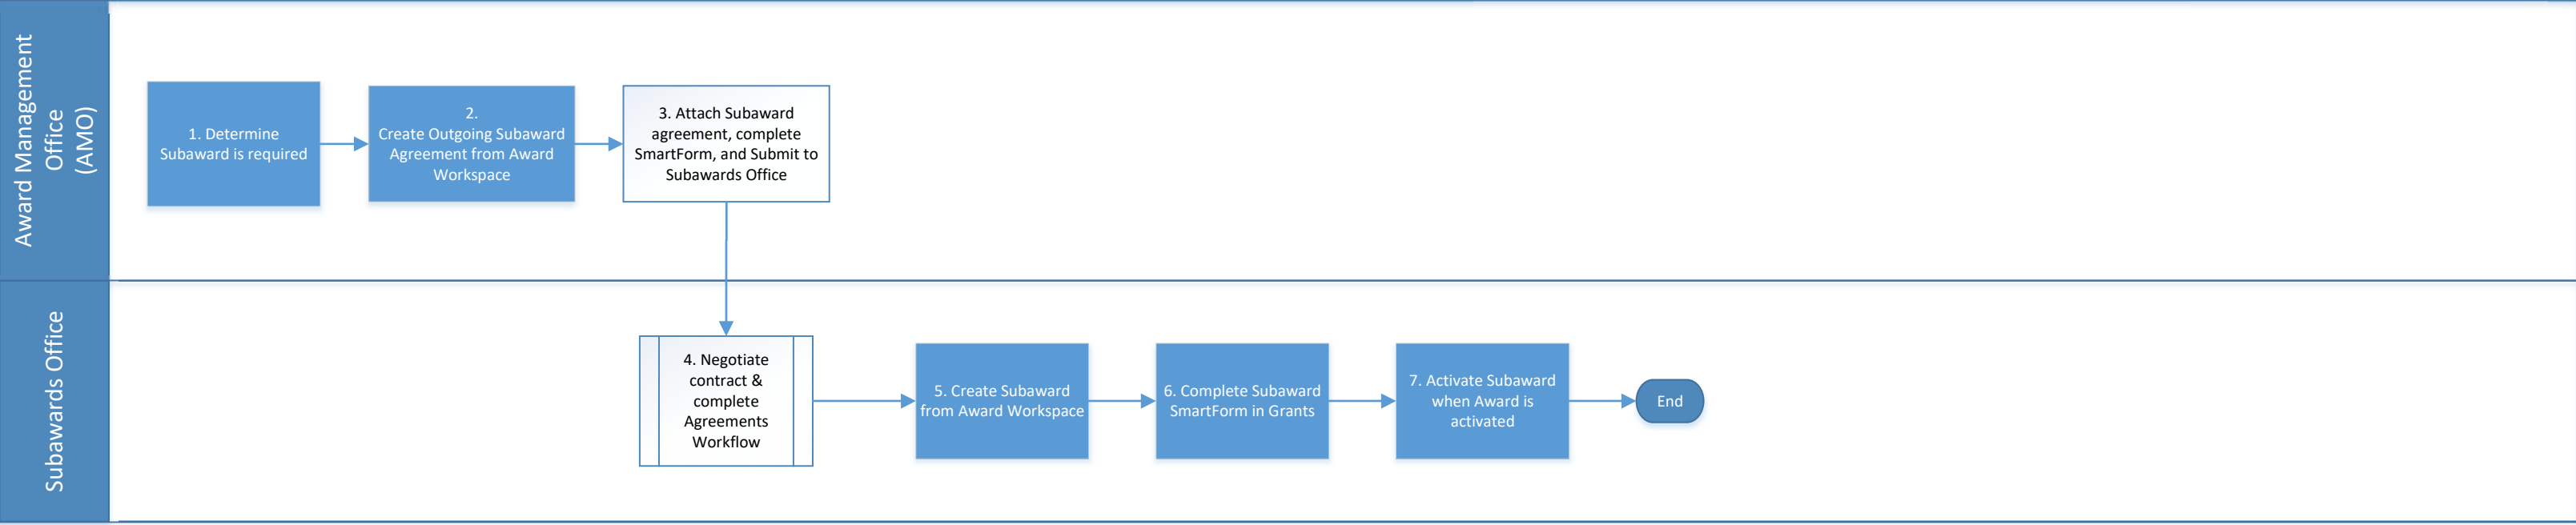 Award Management
Office
(AMO)
1. Determine
Subaward is required
2.
Create Outgoing Subaward
Agreement from Award
Workspace
3. Attach Subaward
agreement, complete
SmartForm, and Submit to
Subawards Office
Subawards Office
4. Negotiate
contract &
complete
Agreements
Workflow
5. Create Subaward
from Award Workspace
6. Complete Subaward
SmartForm in Grants
7. Activate Subaward
when Award is
activated
End